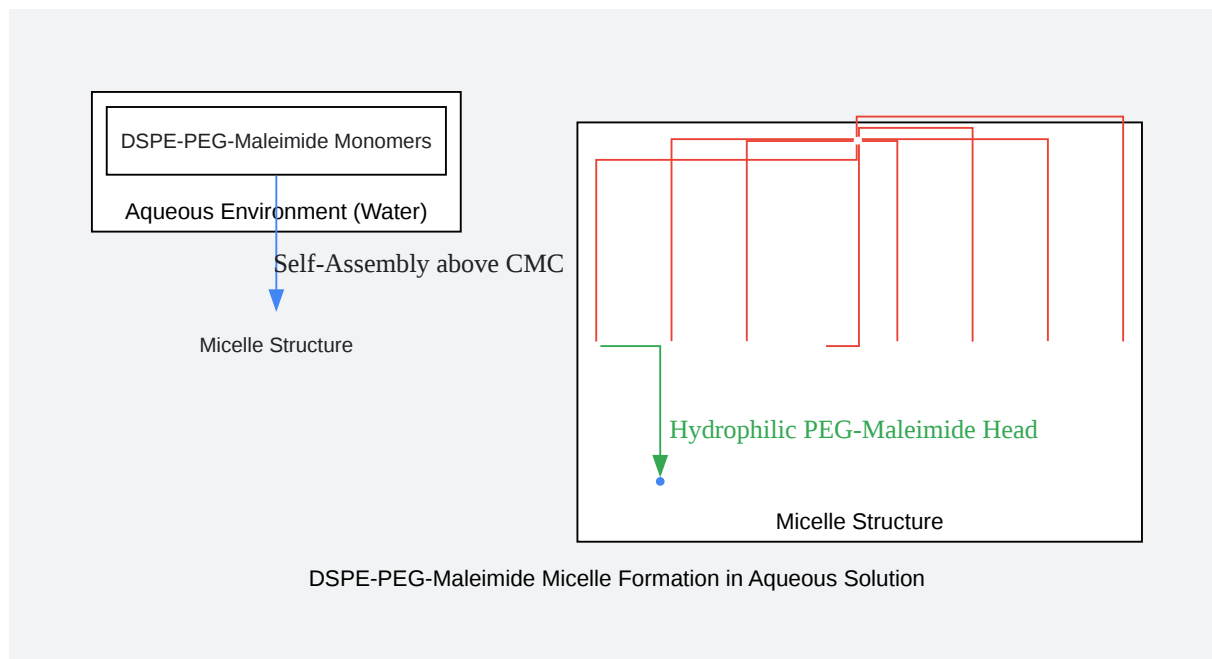 DSPE-PEG-Maleimide Monomers
Aqueous Environment (Water)
Self-Assembly above CMC
Micelle Structure
Hydrophilic PEG-Maleimide Head
Micelle Structure
DSPE-PEG-Maleimide Micelle Formation in Aqueous Solution